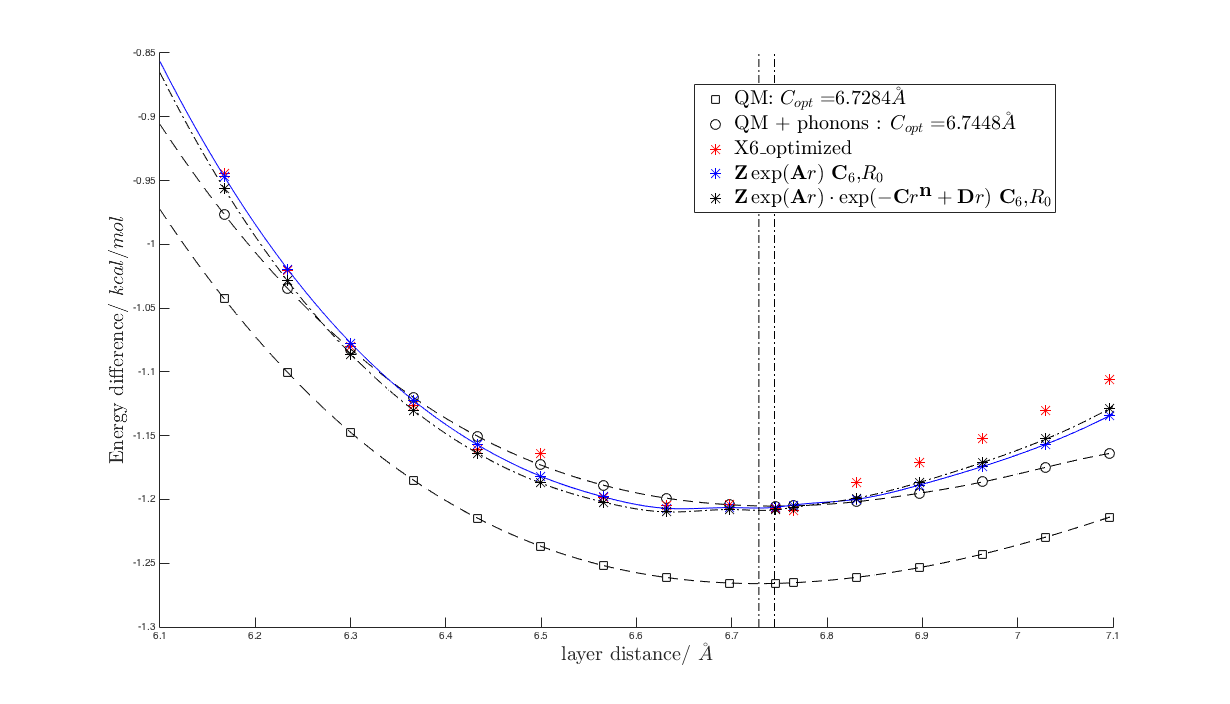 -0.85
-0.9
-0.95
-1
-1.05
-1.1
-1.15
-1.2
-1.25
-1.3
Energy difference/ kcal/mol
QM: C_opt =6.7284Å
QM + phonons : C_opt =6.7448Å
X6_optimized
Z exp(Ar) C₆,R₀
Z exp(Ar) · exp(−Crⁿ + Dr) C₆,R₀
6.1 6.2 6.3 6.4 6.5 6.6 6.7 6.8 6.9 7 7.1
layer distance/ Å